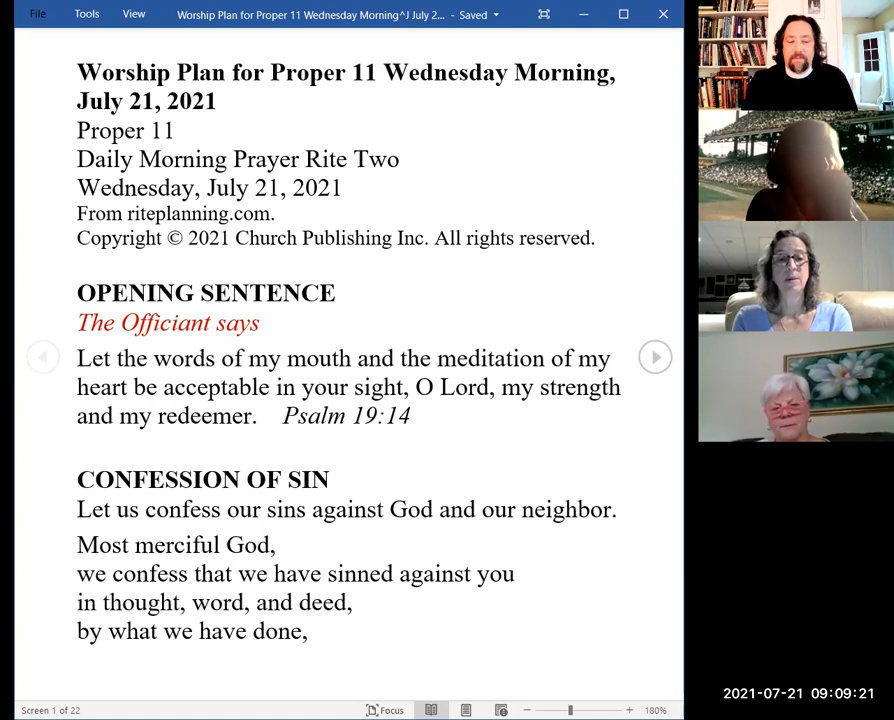 File Tools View Worship Plan for Proper 11 Wednesday Morning^J July 2... - Saved
Worship Plan for Proper 11 Wednesday Morning,
July 21, 2021
Proper 11
Daily Morning Prayer Rite Two
Wednesday, July 21, 2021
From riteplanning.com.
Copyright © 2021 Church Publishing Inc. All rights reserved.
OPENING SENTENCE
The Officiant says
Let the words of my mouth and the meditation of my
heart be acceptable in your sight, O Lord, my strength
and my redeemer. Psalm 19:14
CONFESSION OF SIN
Let us confess our sins against God and our neighbor.
Most merciful God,
we confess that we have sinned against you
in thought, word, and deed,
by what we have done,
2021-07-21 09:09:21
Screen 1 of 22 Focus 180%